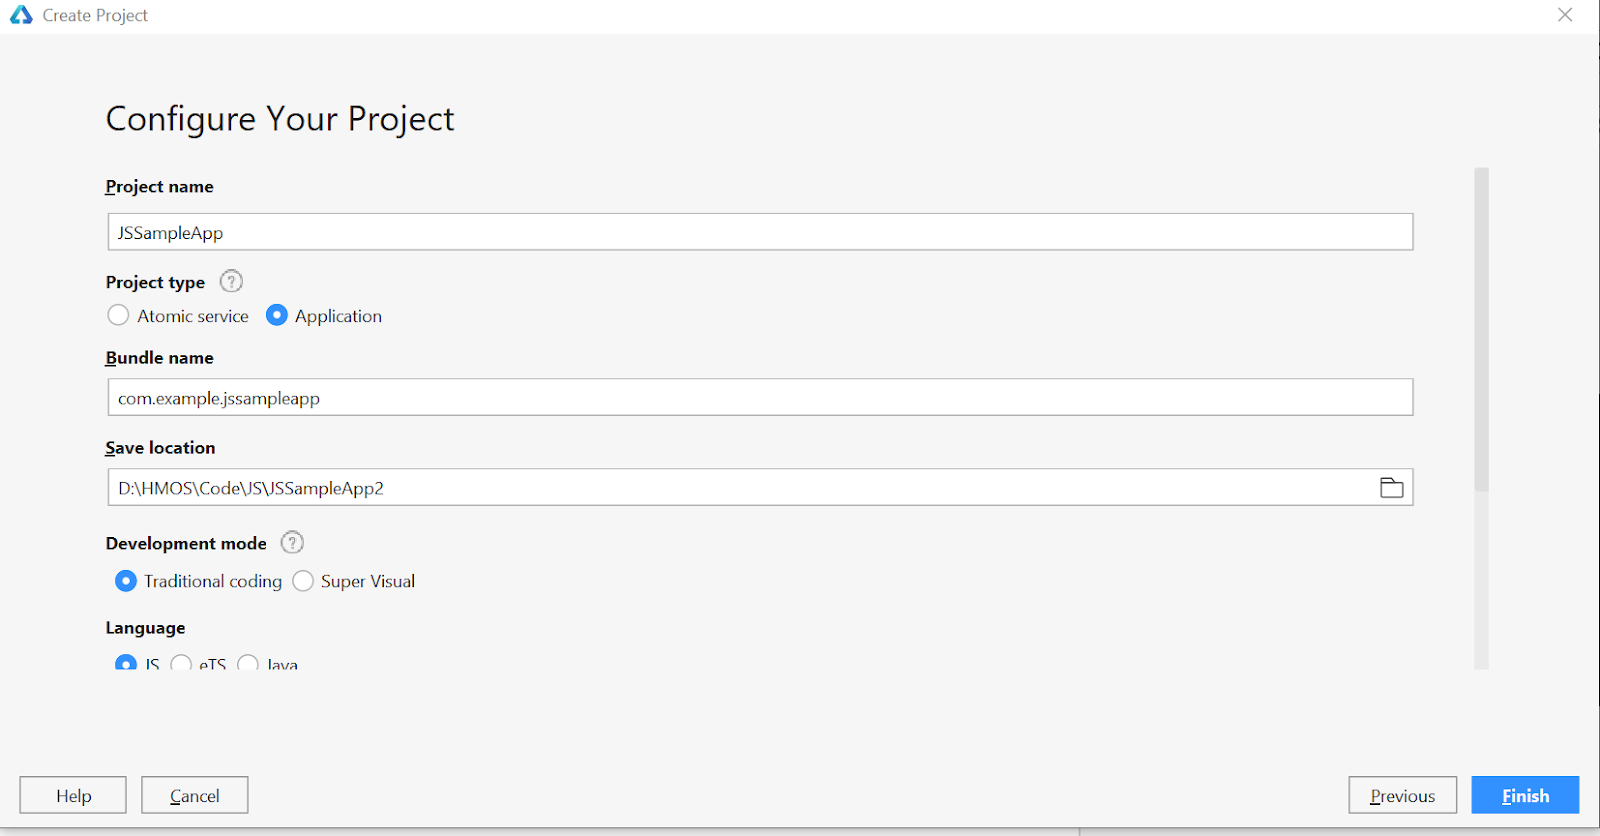 Create Project
Configure Your Project
Project name
JSSampleApp
Project type ?
Atomic service Application
Bundle name
com.example.jssampleapp
Save location
D:\HMOS\Code\JS\JSSampleApp2
Development mode ?
Traditional coding Super Visual
Language
JS eTS Java
Help Cancel Previous Finish